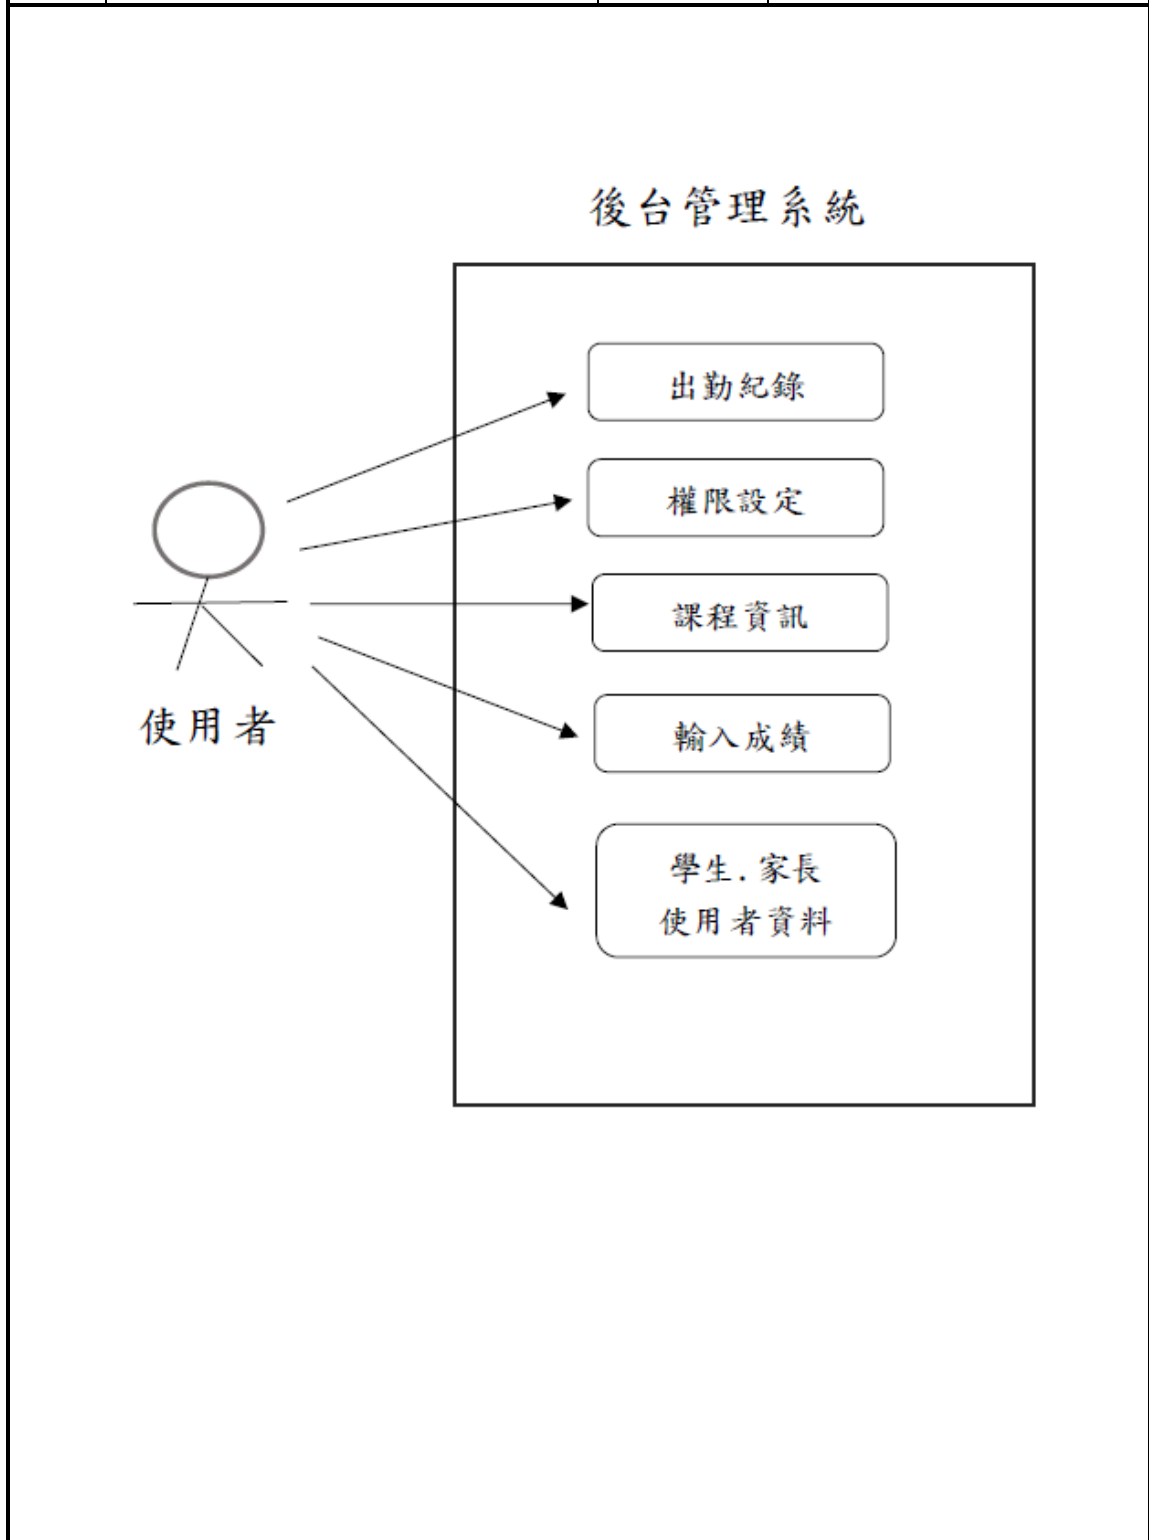 後台管理系統
出勤紀錄
權限設定
課程資訊
輸入成績
學生.家長
使用者資料
使用者